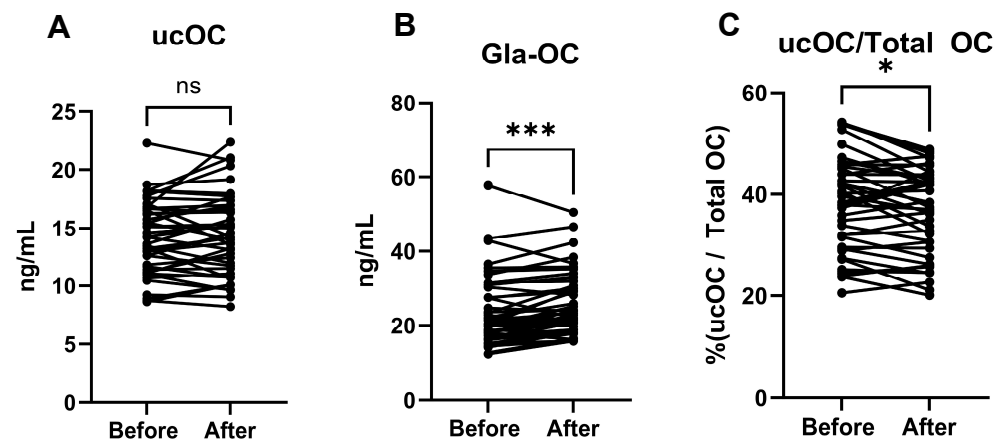 A
ucOC
ns
25
20
15
10
5
0
ng/mL
Before After
B
Gla-OC
***
80
60
40
20
0
ng/mL
Before After
C
ucOC/Total OC
*
60
40
20
0
%(ucOC / Total OC)
Before After